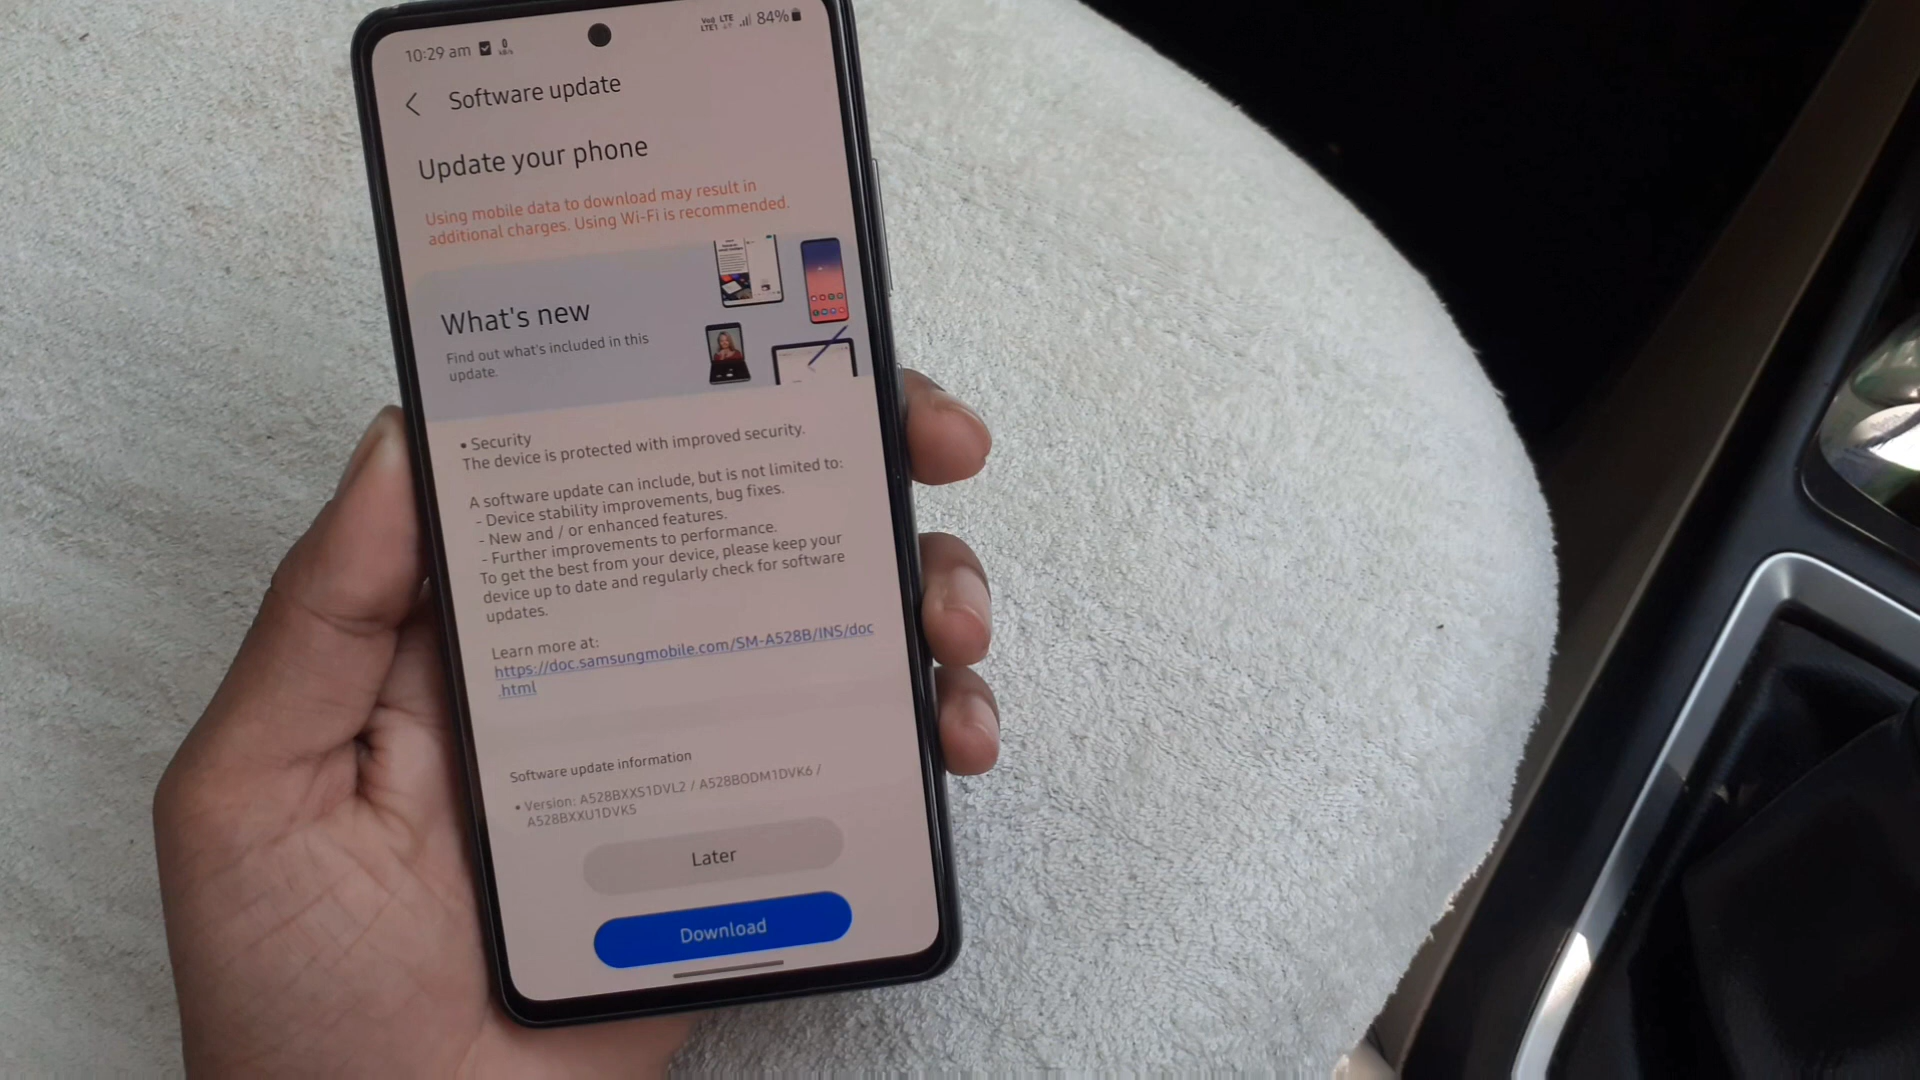 10:29 am
Vo) LTE
LTE1
84%
Software update
Update your phone
Using mobile data to download may result in
additional charges. Using Wi-Fi is recommended.
What's new
Find out what's included in this
update.
• Security
The device is protected with improved security.
A software update can include, but is not limited to:
- Device stability improvements, bug fixes.
- New and / or enhanced features.
- Further improvements to performance.
To get the best from your device, please keep your
device up to date and regularly check for software
updates.
Learn more at:
https://doc.samsungmobile.com/SM-A528B/INS/doc
.html
Software update information
• Version: A528BXXS1DVL2 / A528BODM1DVK6 /
A528BXXU1DVK5
Later
Download